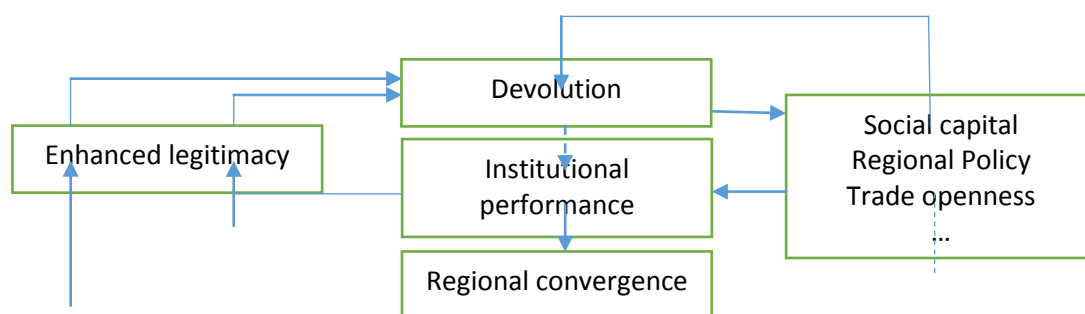 Devolution
Enhanced legitimacy
Institutional
performance
Social capital
Regional Policy
Trade openness
...
Regional convergence